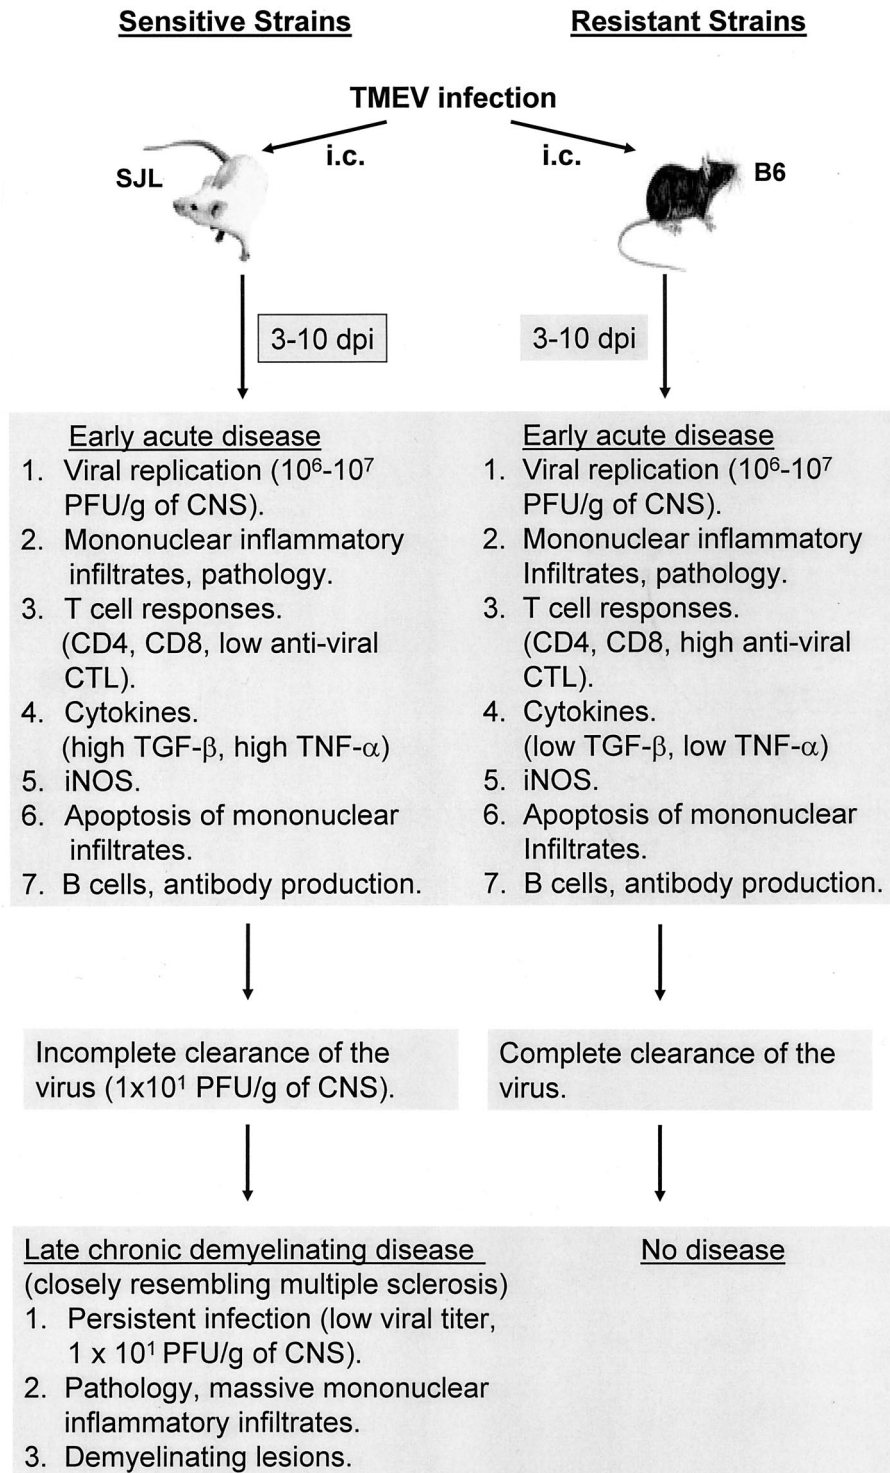 Sensitive Strains
Resistant Strains
TMEV infection
i.c.
i.c.
SJL
B6
3-10 dpi
3-10 dpi
Early acute disease
1. Viral replication (10⁶-10⁷
PFU/g of CNS).
2. Mononuclear inflammatory
infiltrates, pathology.
3. T cell responses.
(CD4, CD8, low anti-viral
CTL).
4. Cytokines.
(high TGF-β, high TNF-α)
5. iNOS.
6. Apoptosis of mononuclear
infiltrates.
7. B cells, antibody production.
Early acute disease
1. Viral replication (10⁶-10⁷
PFU/g of CNS).
2. Mononuclear inflammatory
Infiltrates, pathology.
3. T cell responses.
(CD4, CD8, high anti-viral
CTL).
4. Cytokines.
(low TGF-β, low TNF-α)
5. iNOS.
6. Apoptosis of mononuclear
Infiltrates.
7. B cells, antibody production.
Incomplete clearance of the
virus (1x10¹ PFU/g of CNS).
Complete clearance of the
virus.
Late chronic demyelinating disease
(closely resembling multiple sclerosis)
1. Persistent infection (low viral titer,
1 x 10¹ PFU/g of CNS).
2. Pathology, massive mononuclear
inflammatory infiltrates.
3. Demyelinating lesions.
No disease